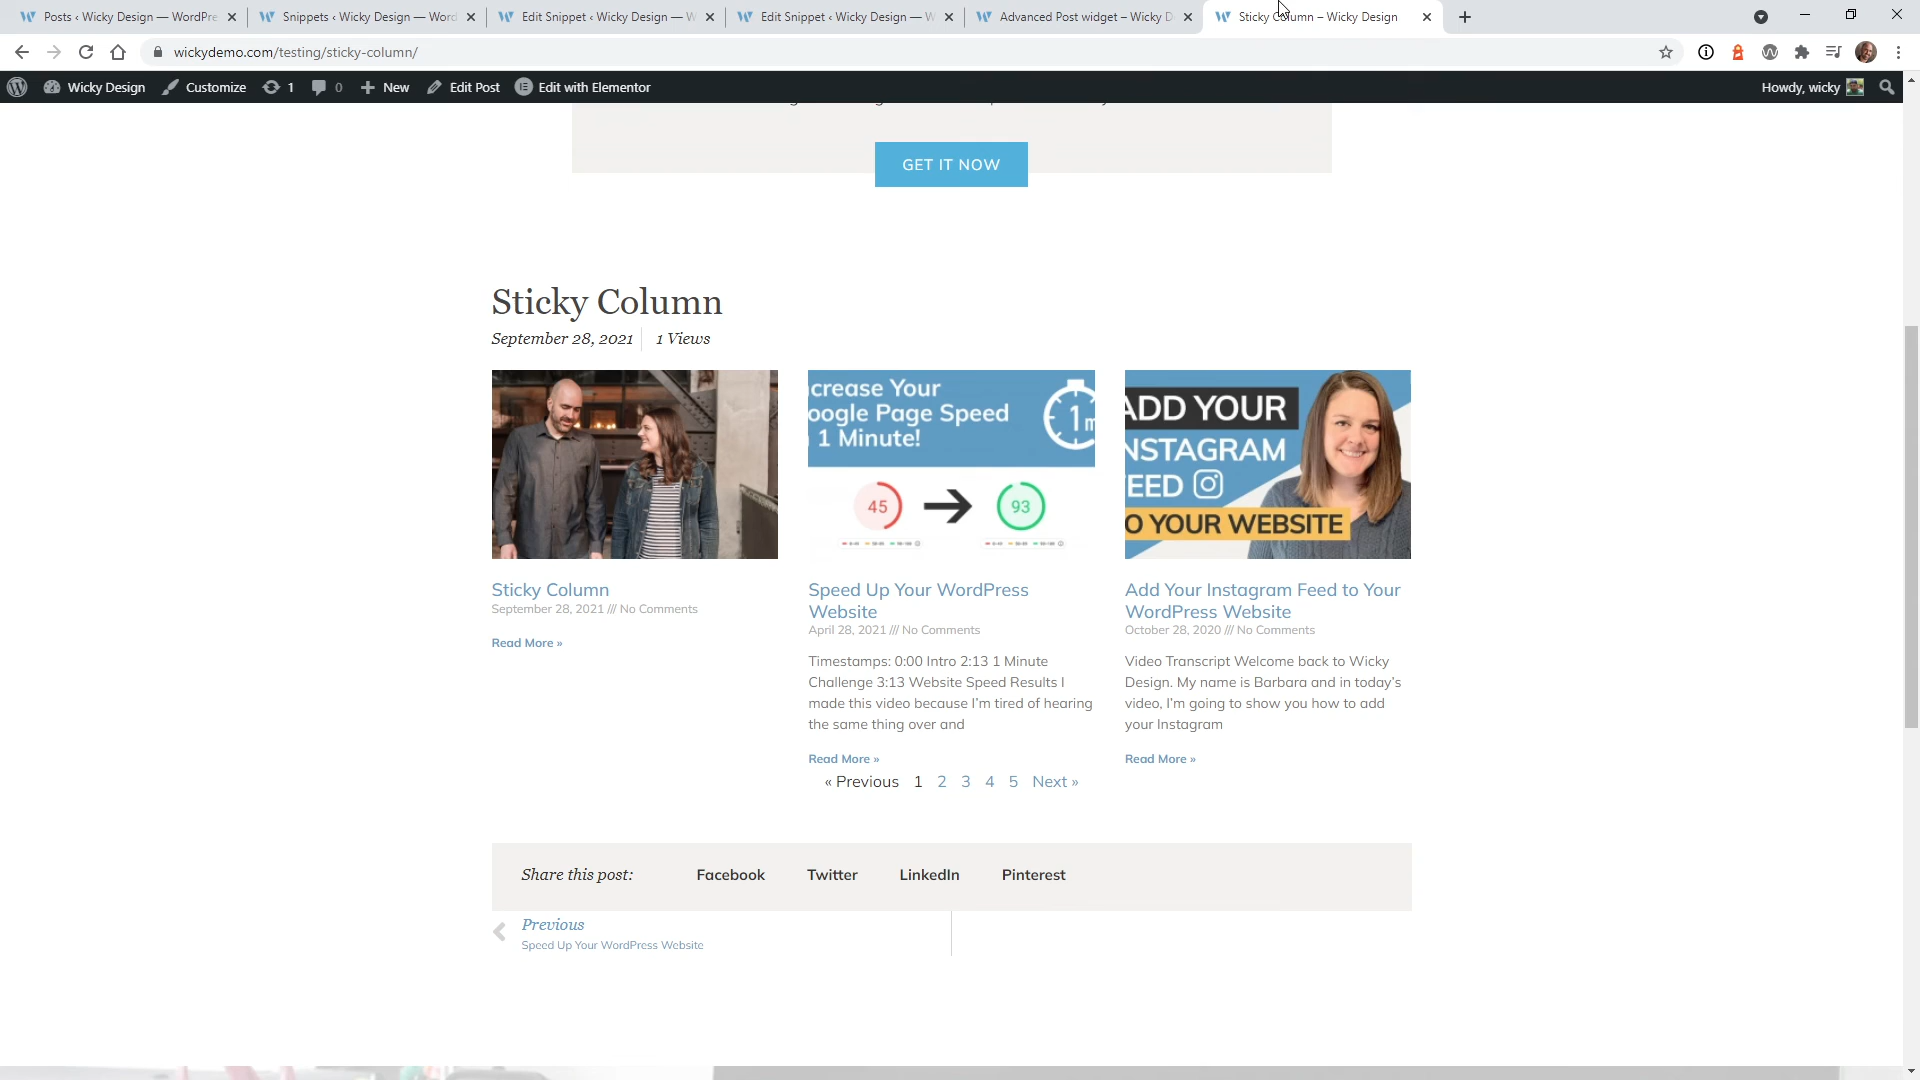 Posts ‹ Wicky Design — WordPre
Snippets ‹ Wicky Design — Word
Edit Snippet ‹ Wicky Design — W
Edit Snippet ‹ Wicky Design — W
Advanced Post widget – Wicky D
Sticky Column – Wicky Design
wickydemo.com/testing/sticky-column/
Wicky Design
Customize
1
0
New
Edit Post
Edit with Elementor
Howdy, wicky
GET IT NOW
Sticky Column
September 28, 2021
1 Views
crease Your
oogle Page Speed
1 Minute!
1m
45
93
ADD YOUR
NSTAGRAM
EED
O YOUR WEBSITE
Sticky Column
September 28, 2021 /// No Comments
Read More »
Speed Up Your WordPress
Website
April 28, 2021 /// No Comments
Timestamps: 0:00 Intro 2:13 1 Minute
Challenge 3:13 Website Speed Results I
made this video because I'm tired of hearing
the same thing over and
Read More »
Add Your Instagram Feed to Your
WordPress Website
October 28, 2020 /// No Comments
Video Transcript Welcome back to Wicky
Design. My name is Barbara and in today's
video, I'm going to show you how to add
your Instagram
Read More »
« Previous 1 2 3 4 5 Next »
Share this post:
Facebook
Twitter
LinkedIn
Pinterest
Previous
Speed Up Your WordPress Website